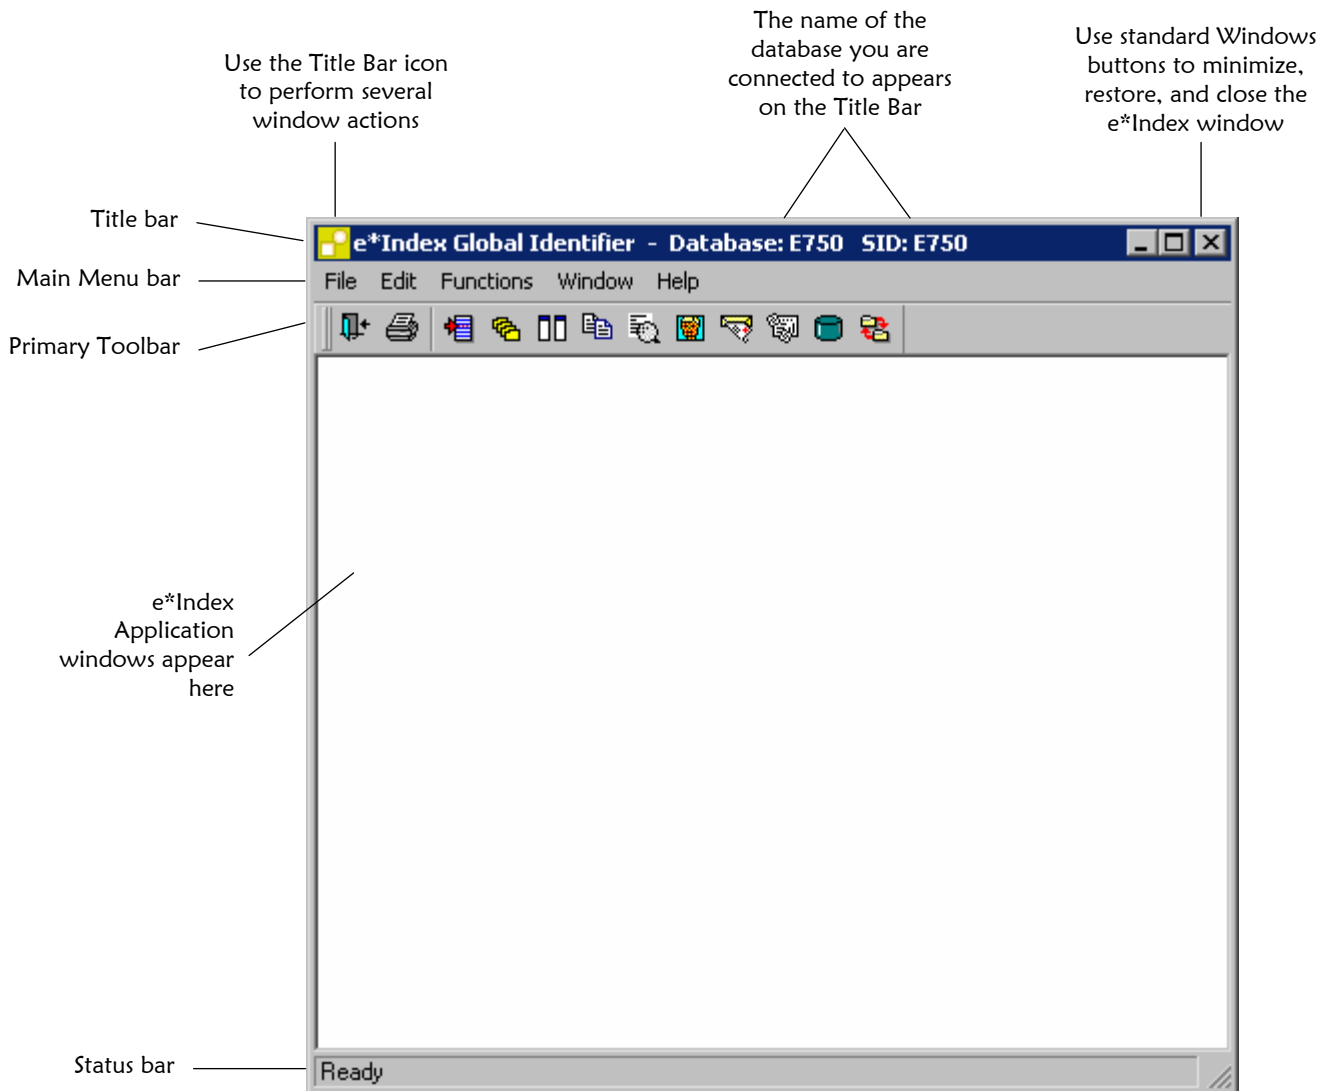 Use the Title Bar icon
to perform several
window actions
The name of the
database you are
connected to appears
on the Title Bar
Use standard Windows
buttons to minimize,
restore, and close the
e*Index window
Title bar
e*Index Global Identifier - Database: E750 SID: E750
Main Menu bar
File Edit Functions Window Help
Primary Toolbar
e*Index
Application
windows appear
here
Status bar
Ready